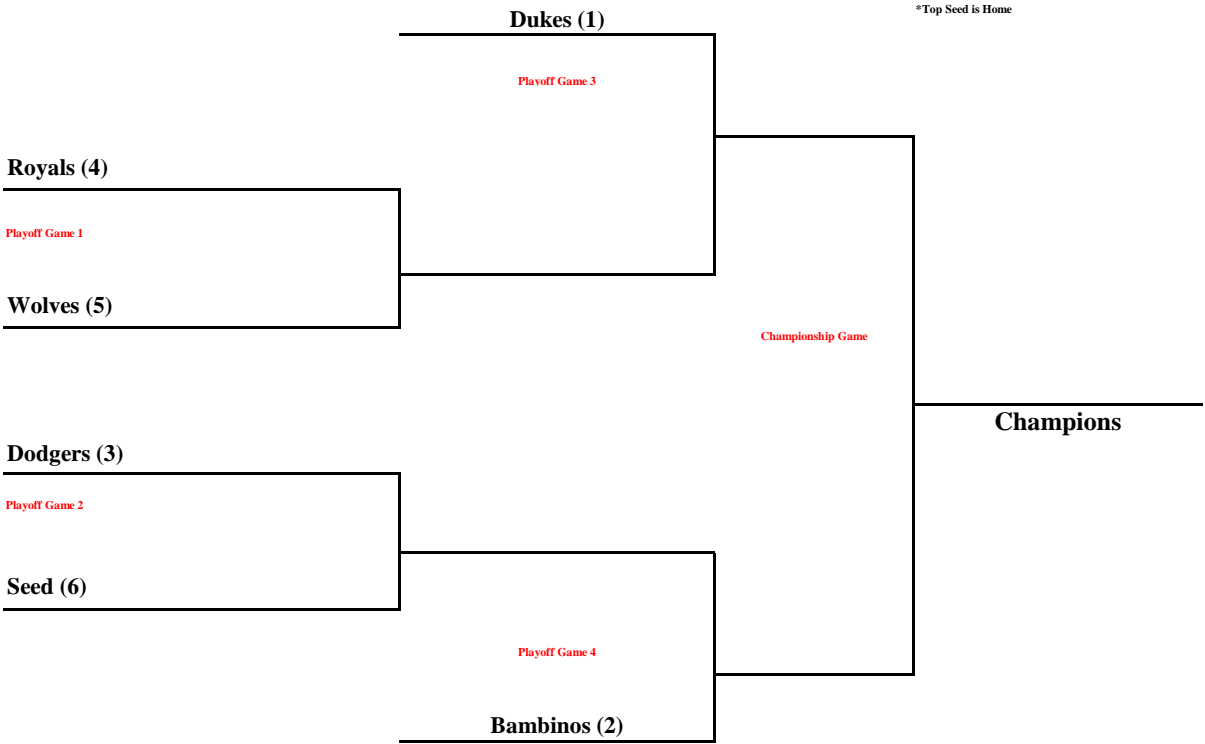 Dukes (1)
*Top Seed is Home
Playoff Game 3
Royals (4)
Playoff Game 1
Wolves (5)
Championship Game
Champions
Dodgers (3)
Playoff Game 2
Seed (6)
Playoff Game 4
Bambinos (2)